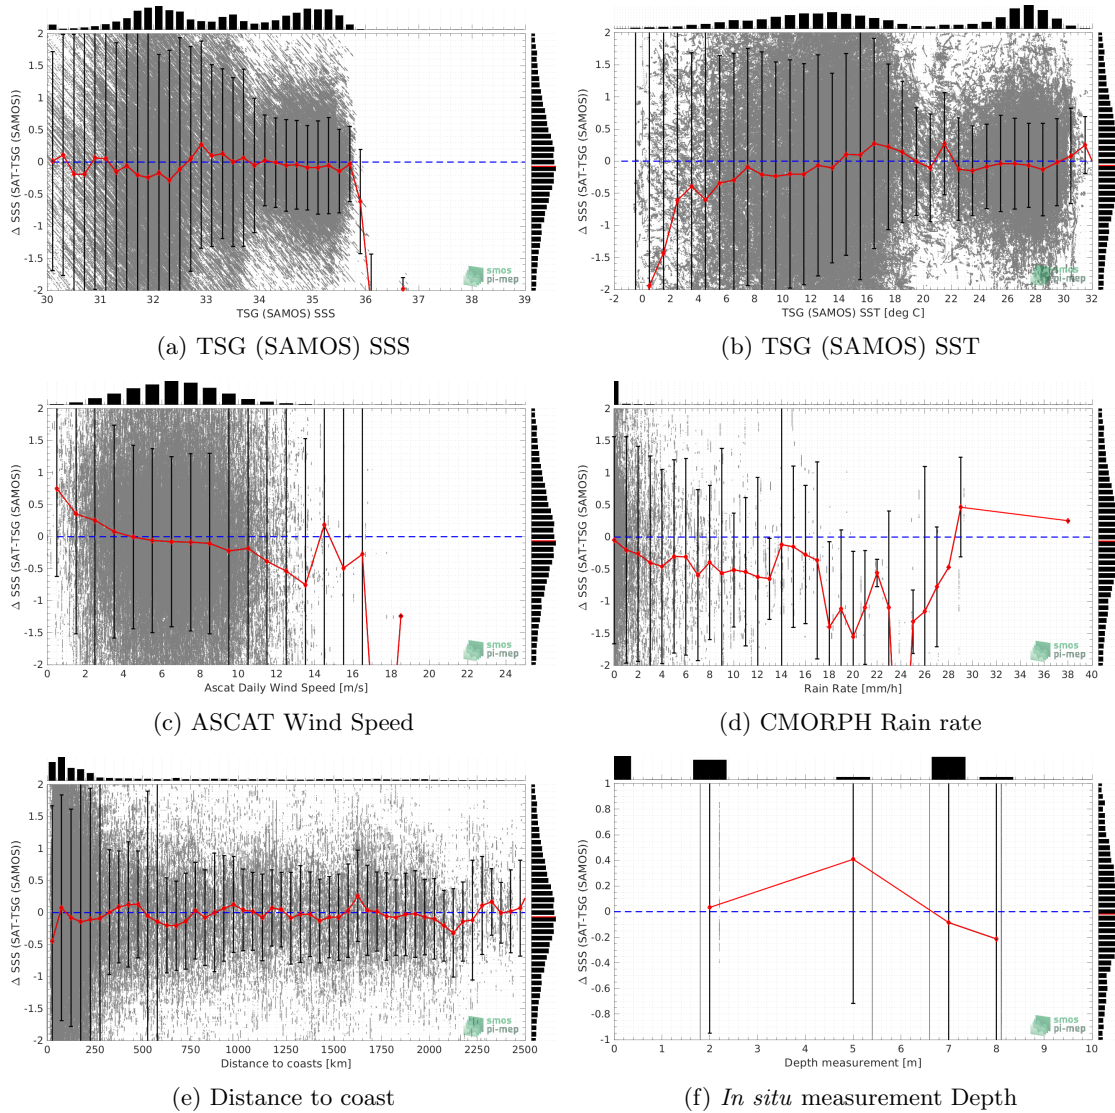 2
1.5
1
0.5
0
-0.5
-1
-1.5
-2
Δ SSS (SAT-TSG (SAMOS))
30 31 32 33 34 35 36 37 38 39
TSG (SAMOS) SSS
smos
pi-mep
(a) TSG (SAMOS) SSS
2
1.5
1
0.5
0
-0.5
-1
-1.5
-2
Δ SSS (SAT-TSG (SAMOS))
-2 0 2 4 6 8 10 12 14 16 18 20 22 24 26 28 30 32
TSG (SAMOS) SST [deg C]
smos
pi-mep
(b) TSG (SAMOS) SST
2
1.5
1
0.5
0
-0.5
-1
-1.5
-2
Δ SSS (SAT-TSG (SAMOS))
0 2 4 6 8 10 12 14 16 18 20 22 24
Ascat Daily Wind Speed [m/s]
smos
pi-mep
(c) ASCAT Wind Speed
2
1.5
1
0.5
0
-0.5
-1
-1.5
-2
Δ SSS (SAT-TSG (SAMOS))
0 2 4 6 8 10 12 14 16 18 20 22 24 26 28 30 32 34 36 38 40
Rain Rate [mm/h]
smos
pi-mep
(d) CMORPH Rain rate
2
1.5
1
0.5
0
-0.5
-1
-1.5
-2
Δ SSS (SAT-TSG (SAMOS))
0 250 500 750 1000 1250 1500 1750 2000 2250 2500
Distance to coasts [km]
smos
pi-mep
(e) Distance to coast
1
0.8
0.6
0.4
0.2
0
-0.2
-0.4
-0.6
-0.8
-1
Δ SSS (SAT-TSG (SAMOS))
0 1 2 3 4 5 6 7 8 9 10
Depth measurement [m]
smos
pi-mep
(f) In situ measurement Depth